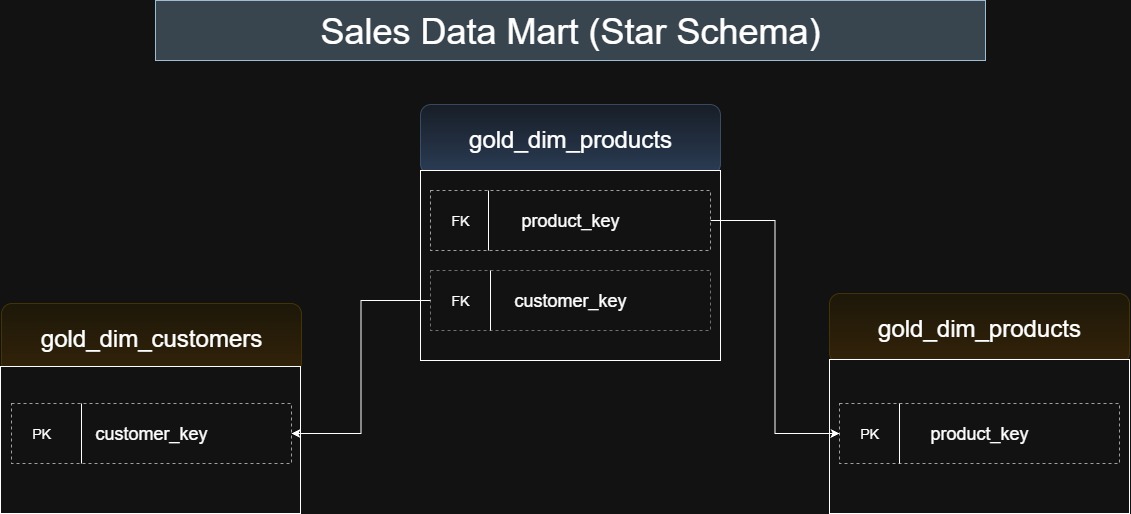 Sales Data Mart (Star Schema)
gold_dim_products
FK product_key
FK customer_key
gold_dim_customers
PK customer_key
gold_dim_products
PK product_key